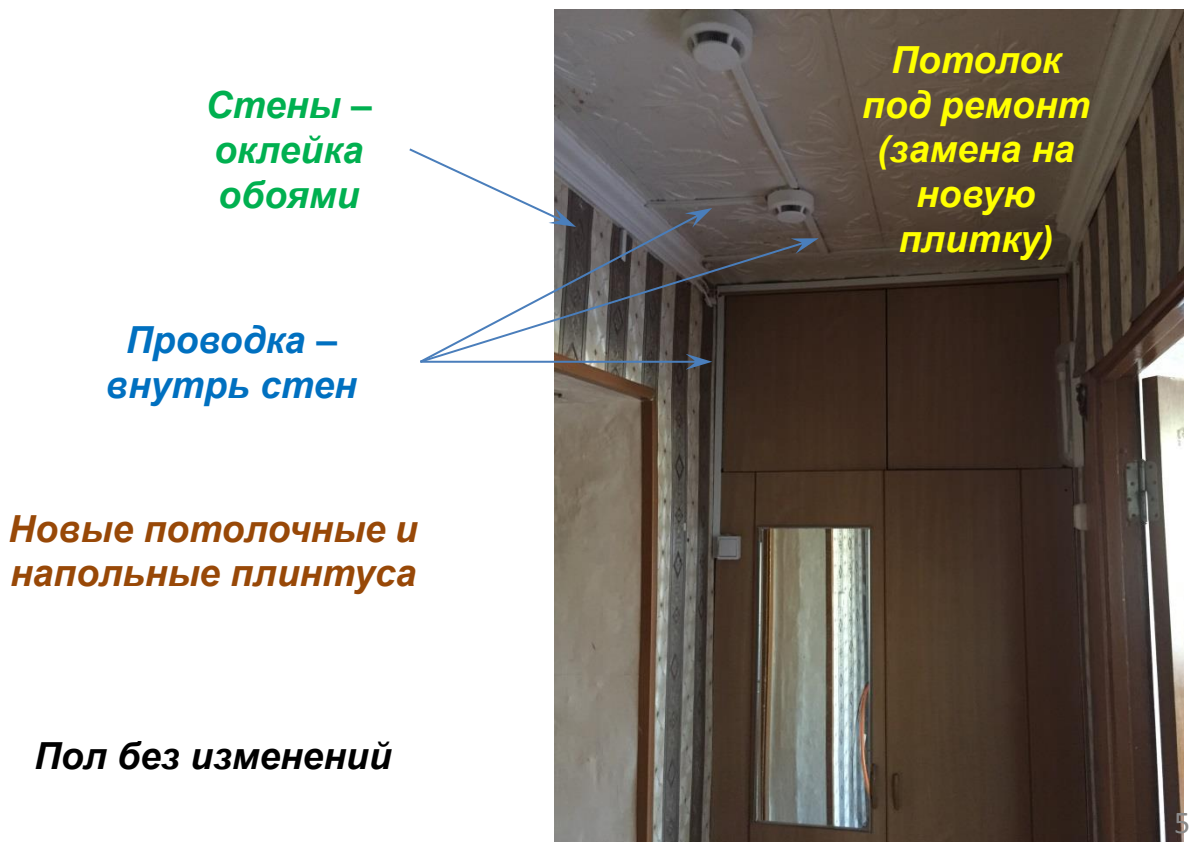 Стены –
оклейка
обоями
Потолок
под ремонт
(замена на
новую
плитку)
Проводка –
внутрь стен
Новые потолочные и
напольные плинтуса
Пол без изменений
5